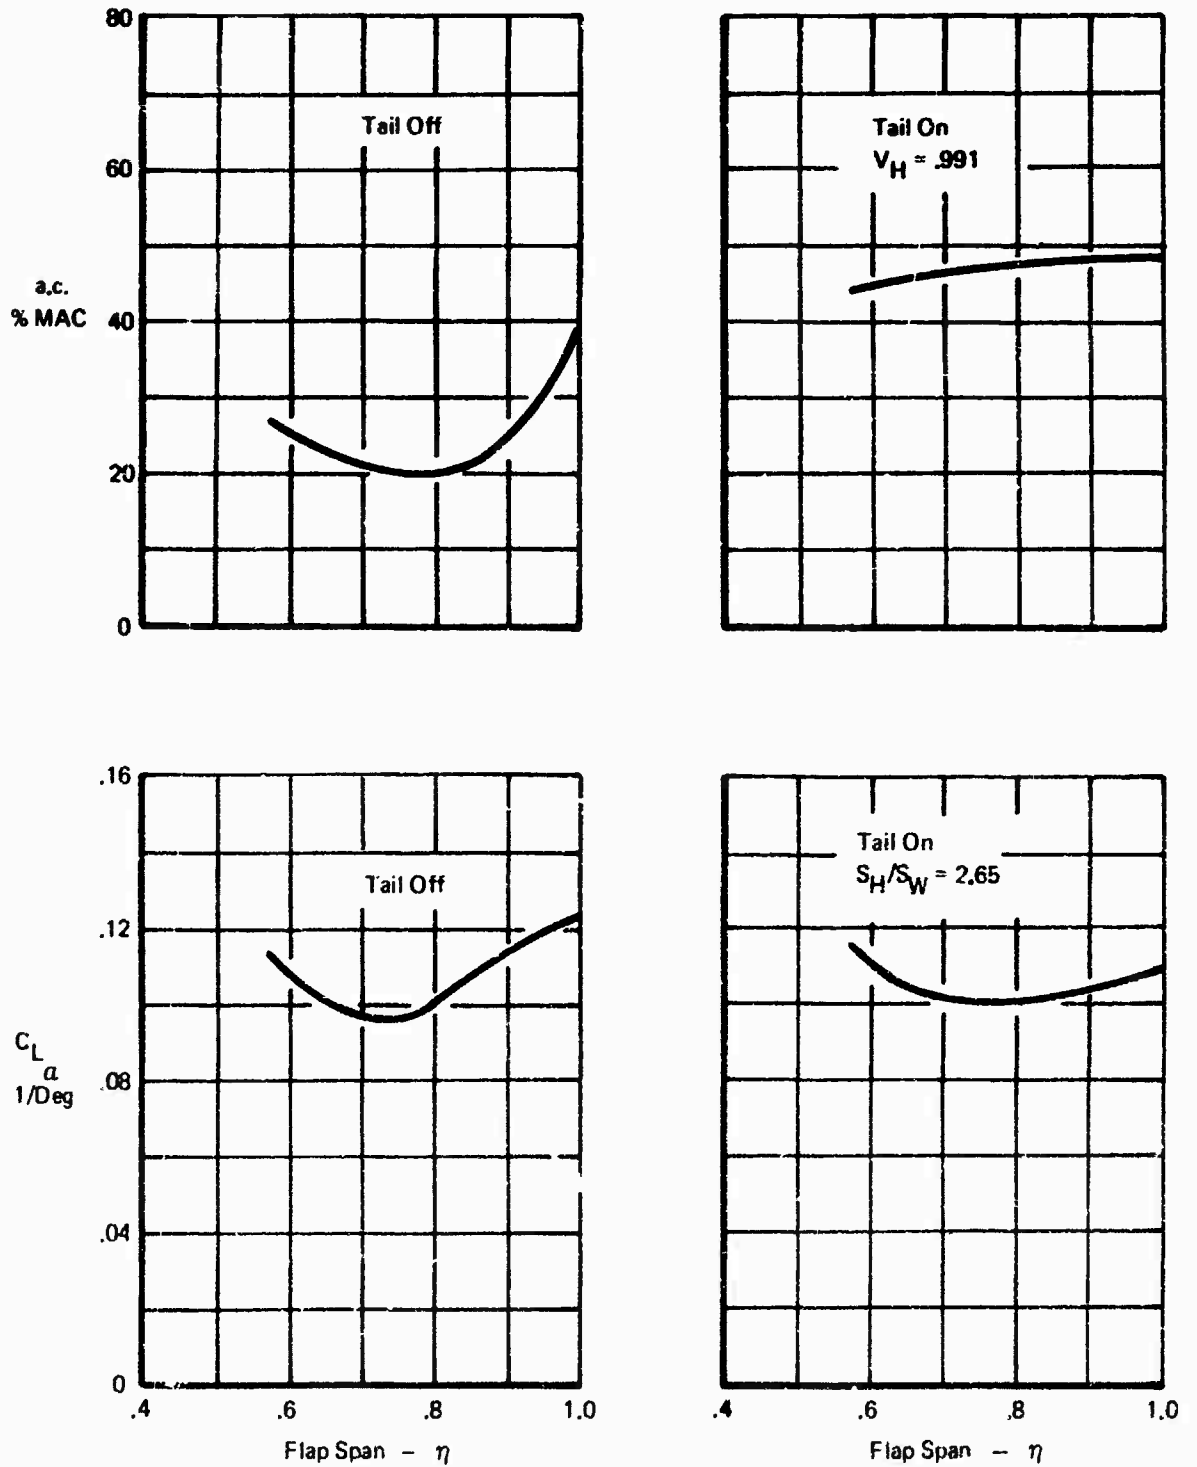 80
60
40
20
0
a.c.
% MAC
Tail Off
Tail On
V_H = .991
.16
.12
.08
.04
0
C_L_α
1/Deg
Tail Off
Tail On
S_H/S_W = 2.65
.4 .6 .8 1.0
Flap Span – η
.4 .6 .8 1.0
Flap Span – η